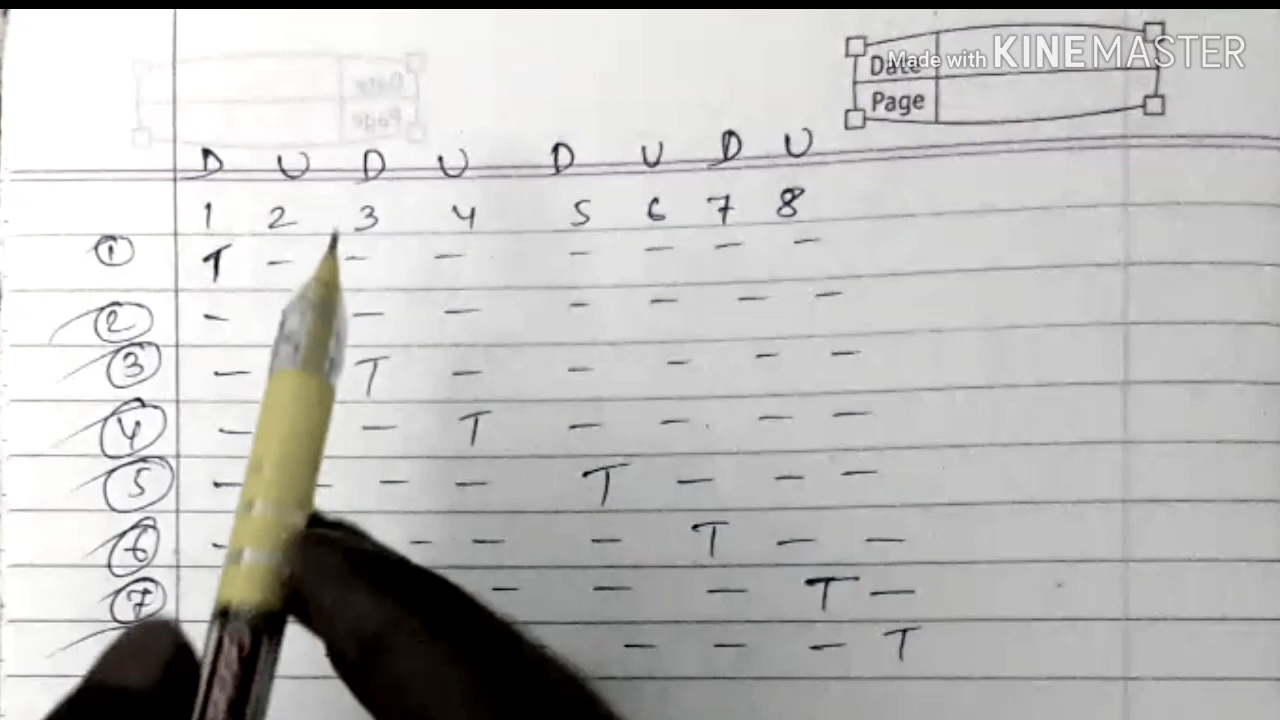 Made with KINEMASTER
Date
Page
D U D U D U D U
1 2 3 4 5 6 7 8
① T - - - - - - -
② - - - - - -
③ - T - - - - -
④ - - T - - - -
⑤ - - - - T - - -
⑥ - - - - T - -
⑦ - - - T -
- - - T